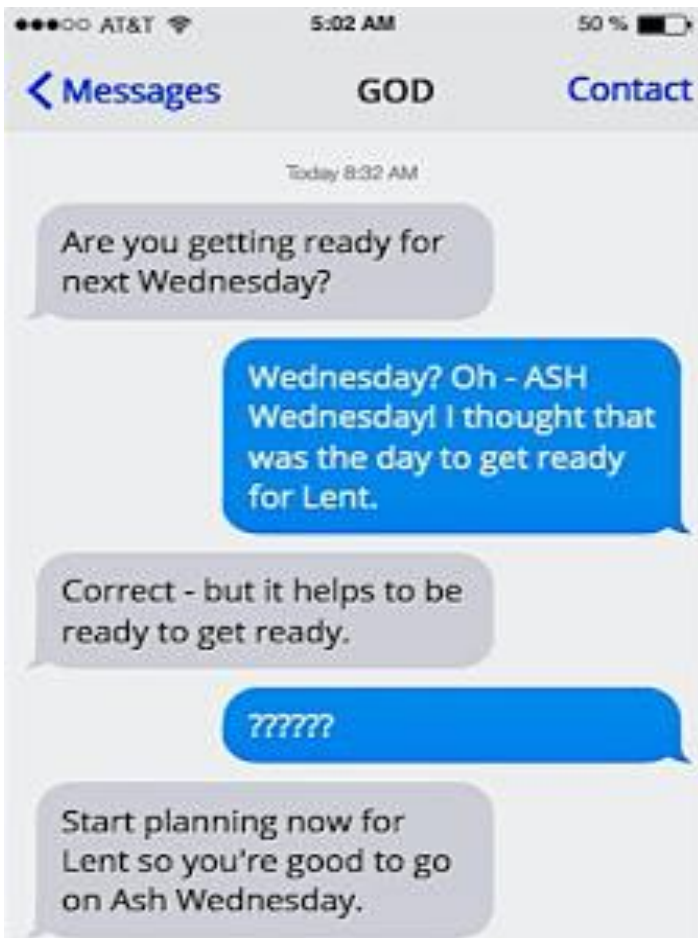 AT&T 5:02 AM 50 %
Messages GOD Contact
Today 8:32 AM
Are you getting ready for
next Wednesday?
Wednesday? Oh - ASH
Wednesday! I thought that
was the day to get ready
for Lent.
Correct - but it helps to be
ready to get ready.
??????
Start planning now for
Lent so you're good to go
on Ash Wednesday.